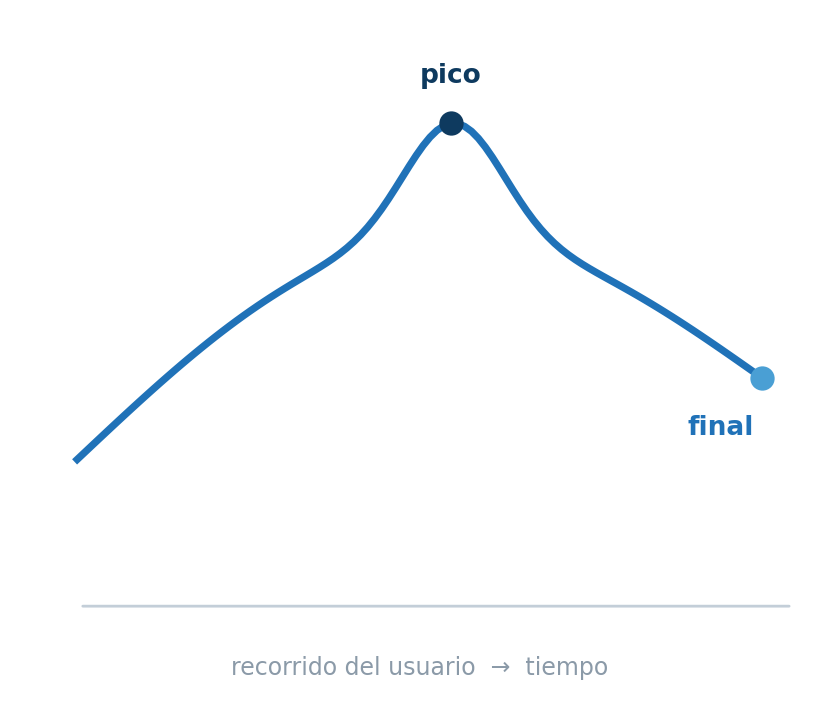 pico
final
recorrido del usuario → tiempo